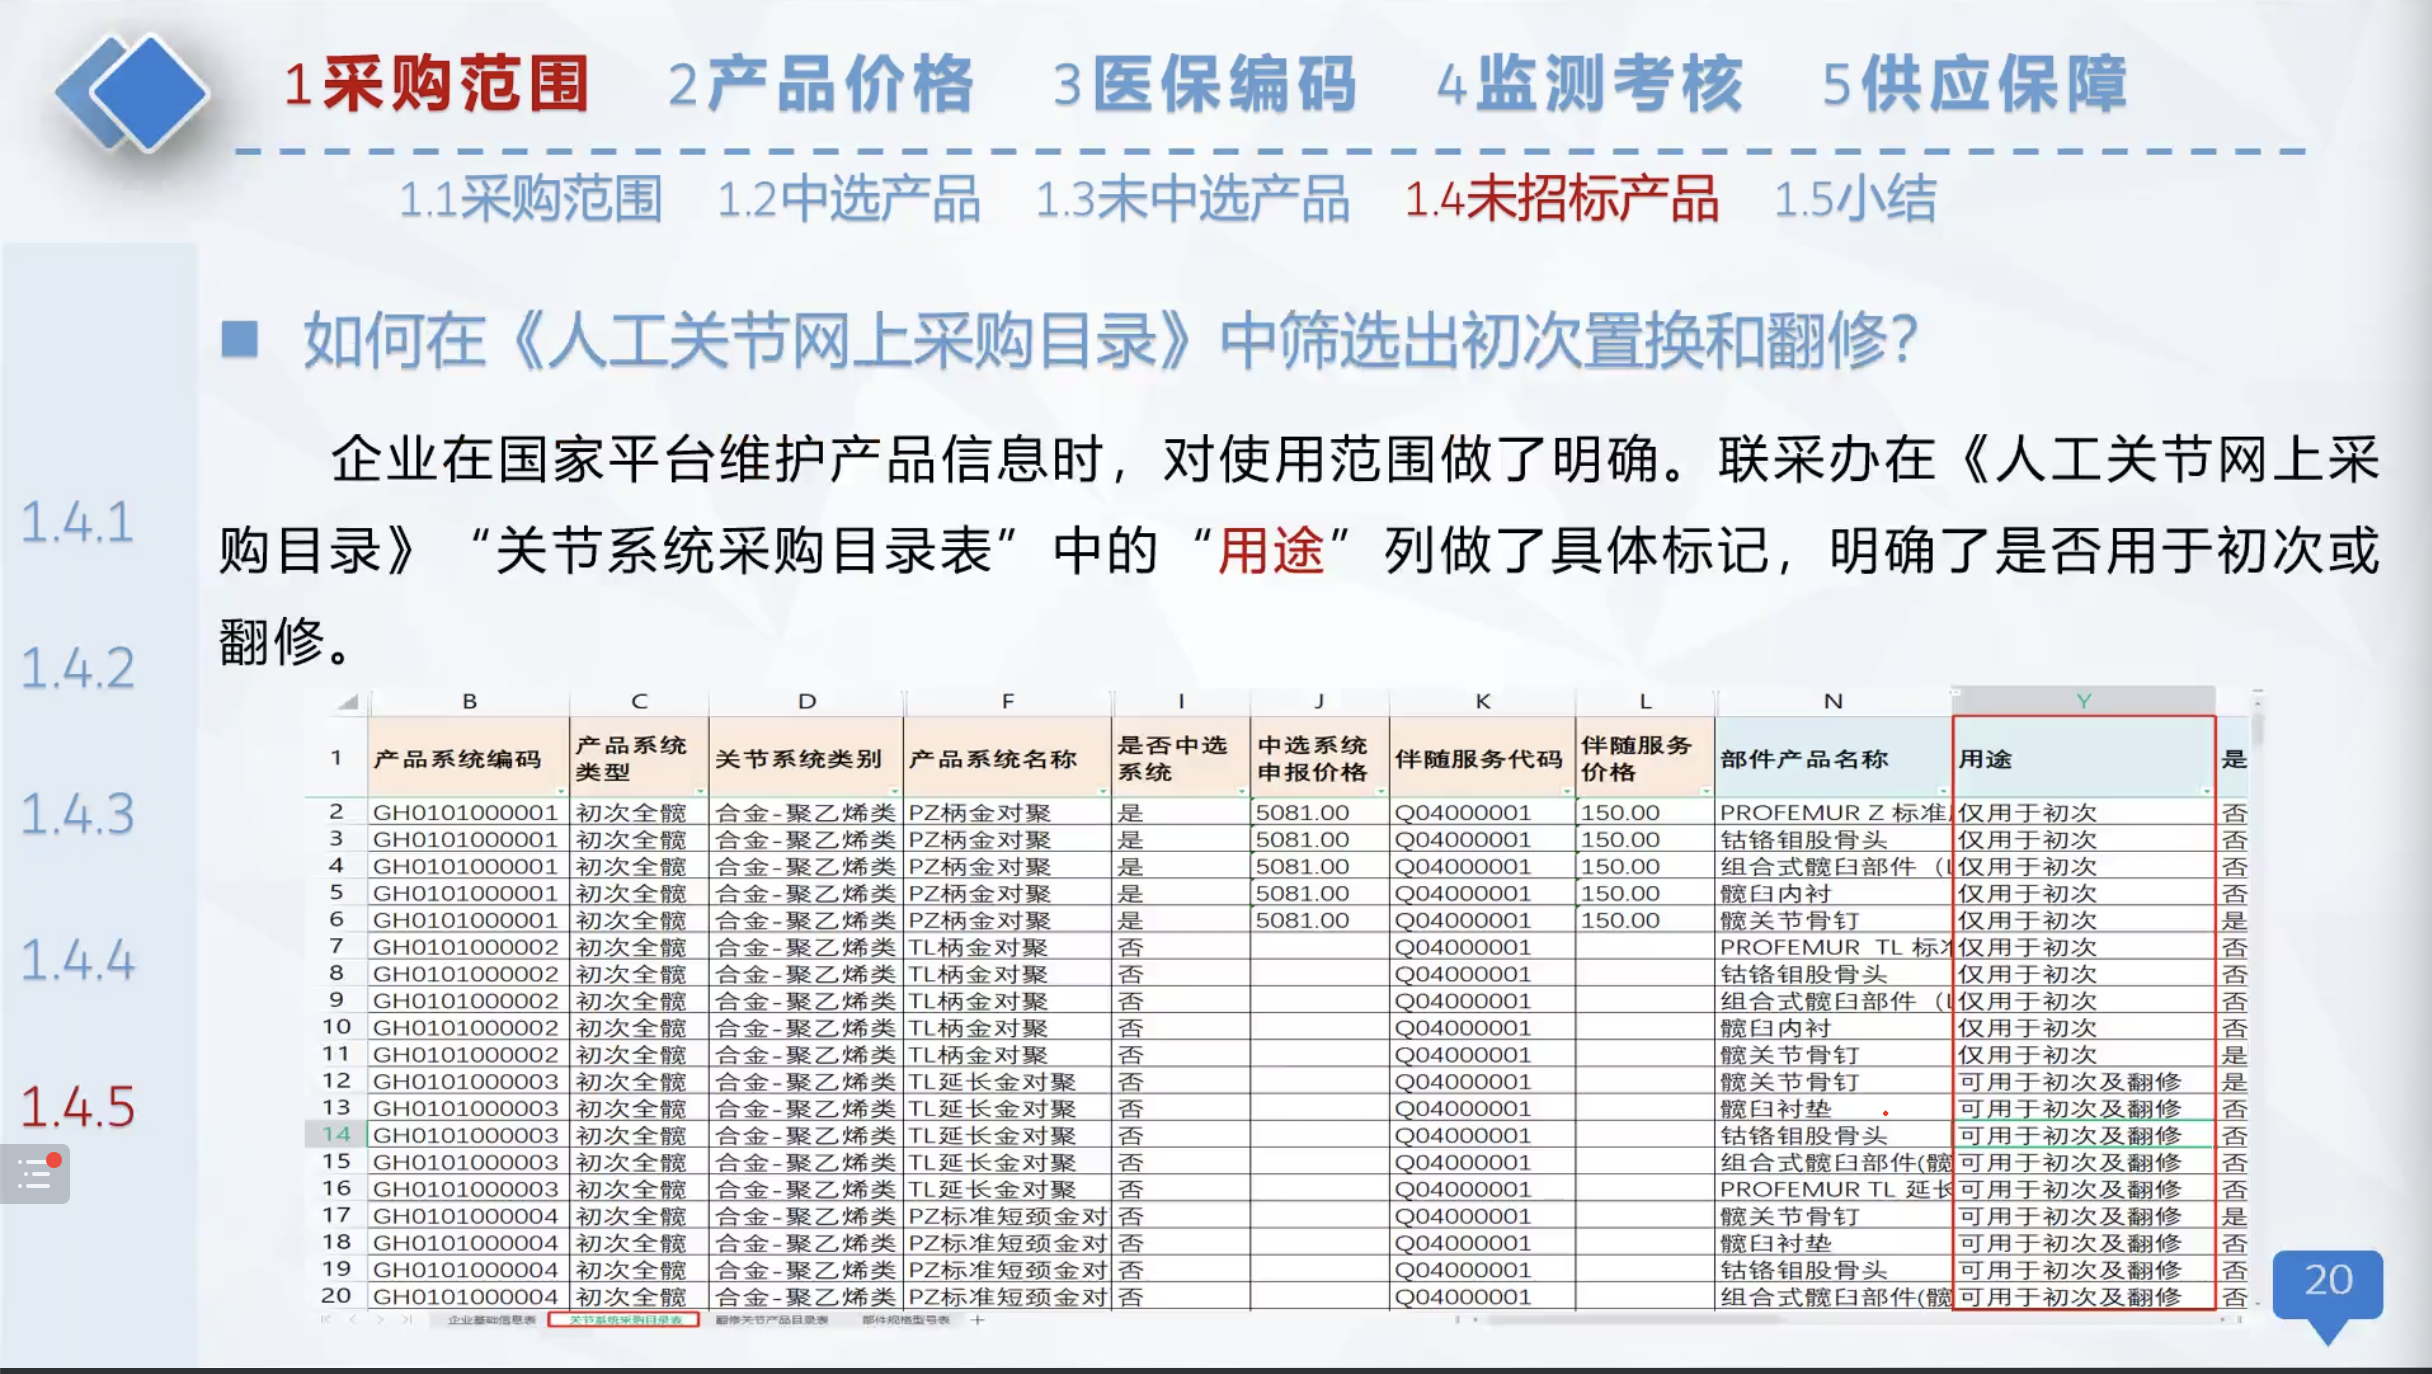 1采购范围 2产品价格 3医保编码 4监测考核 5供应保障
1.1采购范围 1.2中选产品 1.3未中选产品 1.4未招标产品 1.5小结
如何在《人工关节网上采购目录》中筛选出初次置换和翻修?
企业在国家平台维护产品信息时，对使用范围做了明确。联采办在《人工关节网上采
购目录》“关节系统采购目录表”中的“用途”列做了具体标记，明确了是否用于初次或
翻修。
1.4.1
1.4.2
1.4.3
1.4.4
1.4.5
B C D F I J K L N Y
1 产品系统编码 产品系统类型 关节系统类别 产品系统名称 是否中选系统 中选系统申报价格 伴随服务代码 伴随服务价格 部件产品名称 用途 是
2 GH0101000001 初次全髋 合金-聚乙烯类 PZ柄金对聚 是 5081.00 Q04000001 150.00 PROFEMUR Z 标准 仅用于初次 否
3 GH0101000001 初次全髋 合金-聚乙烯类 PZ柄金对聚 是 5081.00 Q04000001 150.00 钴铬钼股骨头 仅用于初次 否
4 GH0101000001 初次全髋 合金-聚乙烯类 PZ柄金对聚 是 5081.00 Q04000001 150.00 组合式髋臼部件（L 仅用于初次 否
5 GH0101000001 初次全髋 合金-聚乙烯类 PZ柄金对聚 是 5081.00 Q04000001 150.00 髋臼内衬 仅用于初次 否
6 GH0101000001 初次全髋 合金-聚乙烯类 PZ柄金对聚 是 5081.00 Q04000001 150.00 髋关节骨钉 仅用于初次 是
7 GH0101000002 初次全髋 合金-聚乙烯类 TL柄金对聚 否 Q04000001 PROFEMUR TL 标准 仅用于初次 否
8 GH0101000002 初次全髋 合金-聚乙烯类 TL柄金对聚 否 Q04000001 钴铬钼股骨头 仅用于初次 否
9 GH0101000002 初次全髋 合金-聚乙烯类 TL柄金对聚 否 Q04000001 组合式髋臼部件（L 仅用于初次 否
10 GH0101000002 初次全髋 合金-聚乙烯类 TL柄金对聚 否 Q04000001 髋臼内衬 仅用于初次 否
11 GH0101000002 初次全髋 合金-聚乙烯类 TL柄金对聚 否 Q04000001 髋关节骨钉 仅用于初次 是
12 GH0101000003 初次全髋 合金-聚乙烯类 TL延长金对聚 否 Q04000001 髋关节骨钉 可用于初次及翻修 是
13 GH0101000003 初次全髋 合金-聚乙烯类 TL延长金对聚 否 Q04000001 髋臼衬垫 可用于初次及翻修 否
14 GH0101000003 初次全髋 合金-聚乙烯类 TL延长金对聚 否 Q04000001 钴铬钼股骨头 可用于初次及翻修 否
15 GH0101000003 初次全髋 合金-聚乙烯类 TL延长金对聚 否 Q04000001 组合式髋臼部件(髋 可用于初次及翻修 否
16 GH0101000003 初次全髋 合金-聚乙烯类 TL延长金对聚 否 Q04000001 PROFEMUR TL 延长 可用于初次及翻修 否
17 GH0101000004 初次全髋 合金-聚乙烯类 PZ标准短颈金对 否 Q04000001 髋关节骨钉 可用于初次及翻修 是
18 GH0101000004 初次全髋 合金-聚乙烯类 PZ标准短颈金对 否 Q04000001 髋臼衬垫 可用于初次及翻修 否
19 GH0101000004 初次全髋 合金-聚乙烯类 PZ标准短颈金对 否 Q04000001 钴铬钼股骨头 可用于初次及翻修 否
20 GH0101000004 初次全髋 合金-聚乙烯类 PZ标准短颈金对 否 Q04000001 组合式髋臼部件(髋 可用于初次及翻修 否
企业基础信息表 关节系统采购目录表 翻修关节产品目录表 部件规格型号表 +
20